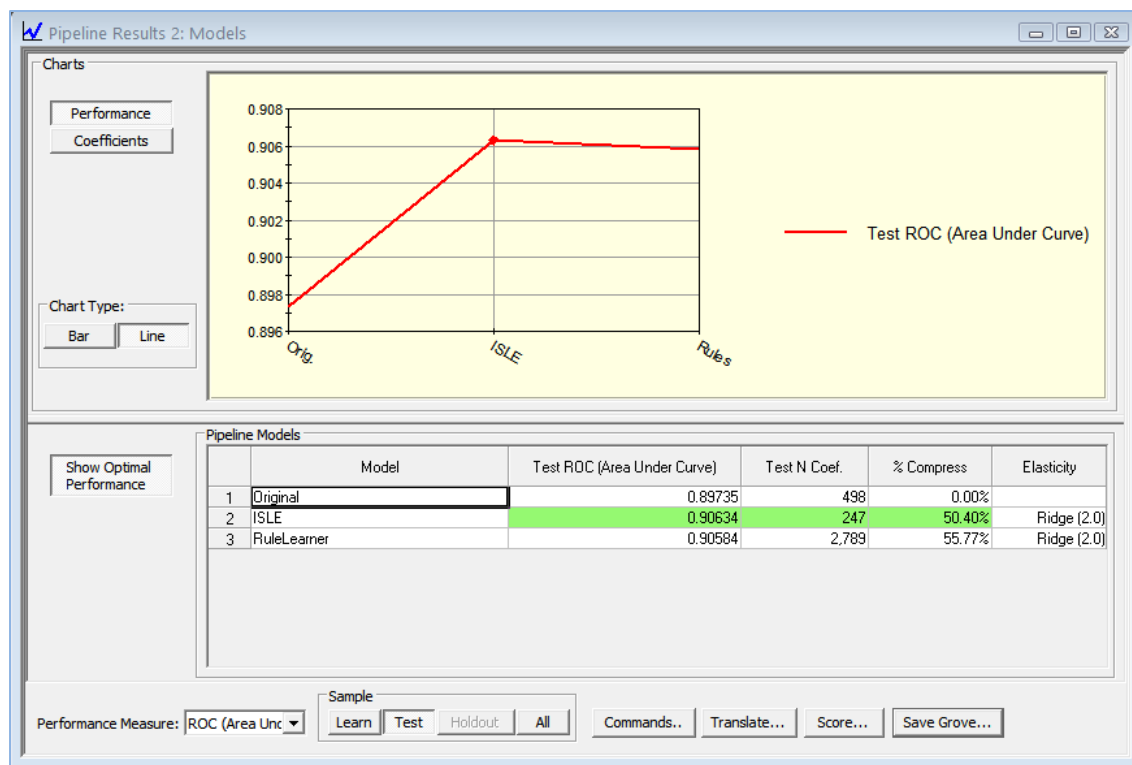 Pipeline Results 2: Models
Charts
Performance
Coefficients
0.908
0.906
0.904
0.902
0.900
0.898
0.896
Orig.
ISLE
Rules
Test ROC (Area Under Curve)
Chart Type:
Bar Line
Show Optimal
Performance
Pipeline Models
Model Test ROC (Area Under Curve) Test N Coef. % Compress Elasticity
1 Original 0.89735 498 0.00%
2 ISLE 0.90634 247 50.40% Ridge (2.0)
3 RuleLearner 0.90584 2,789 55.77% Ridge (2.0)
Sample
Performance Measure: ROC (Area Und Learn Test Holdout All Commands.. Translate... Score... Save Grove...